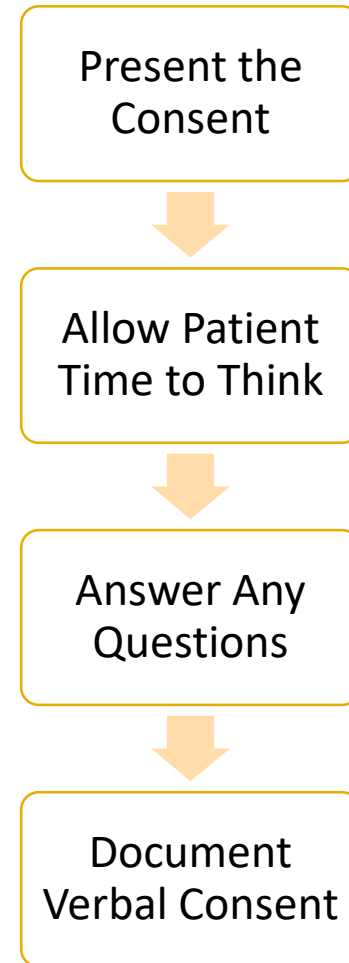 Present the
Consent
Allow Patient
Time to Think
Answer Any
Questions
Document
Verbal Consent